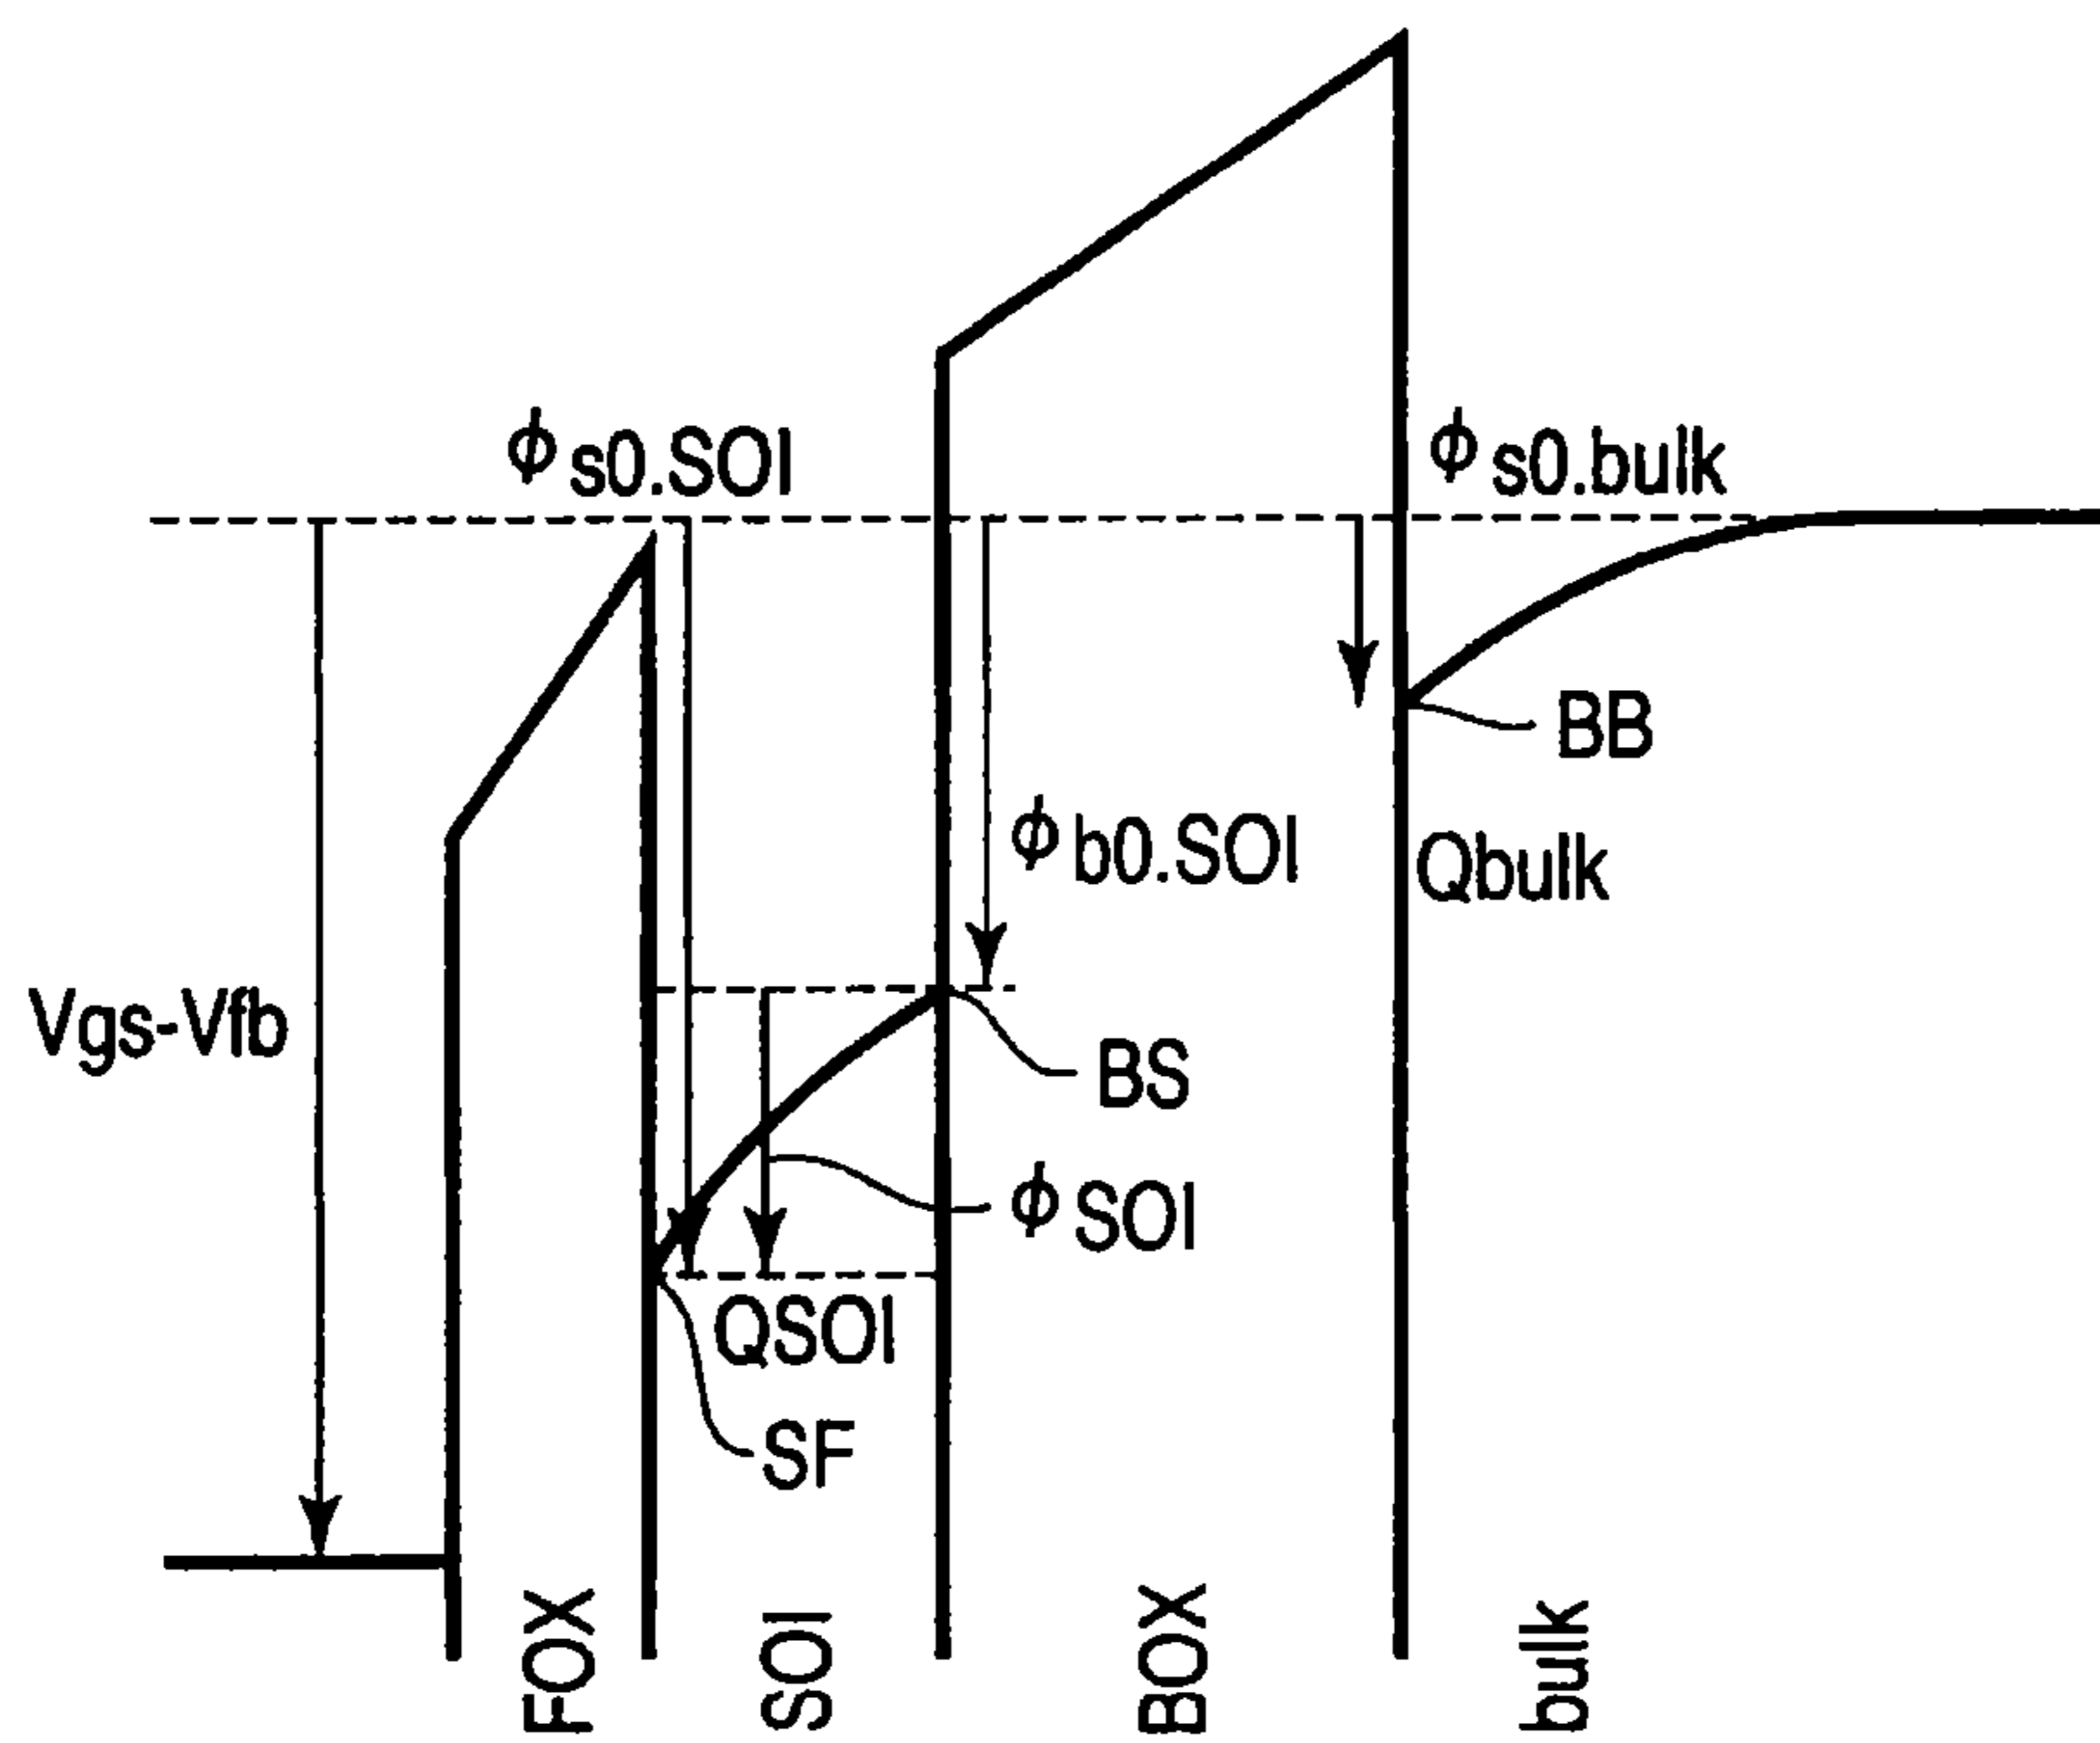 ϕs0.SOI
ϕs0.bulk
BB
ϕb0.SOI
Qbulk
Vgs-Vfb
BS
ϕSOI
QSOI
SF
FOX
SOI
BOX
bulk